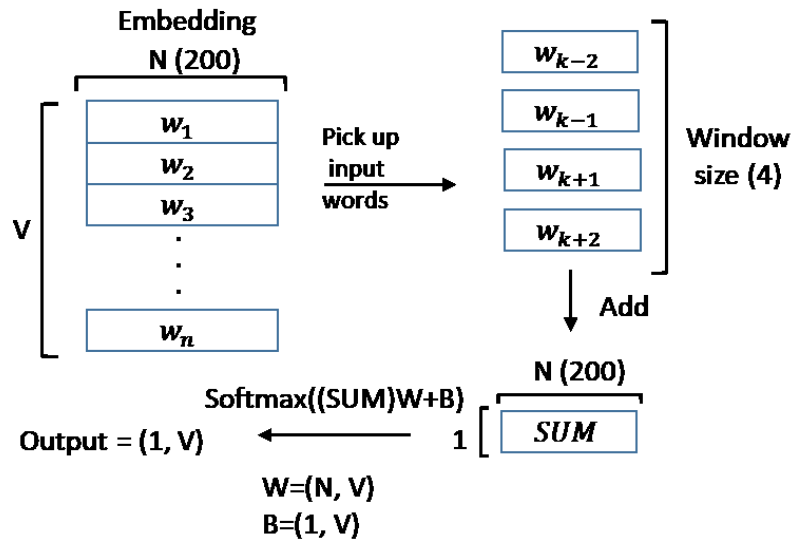 Embedding
N (200)
V
w₁
w₂
w₃
.
.
.
wₙ
Pick up
input
words
wₖ₋₂
wₖ₋₁
wₖ₊₁
wₖ₊₂
Window
size (4)
Add
N (200)
1
SUM
Softmax((SUM)W+B)
Output = (1, V)
W=(N, V)
B=(1, V)